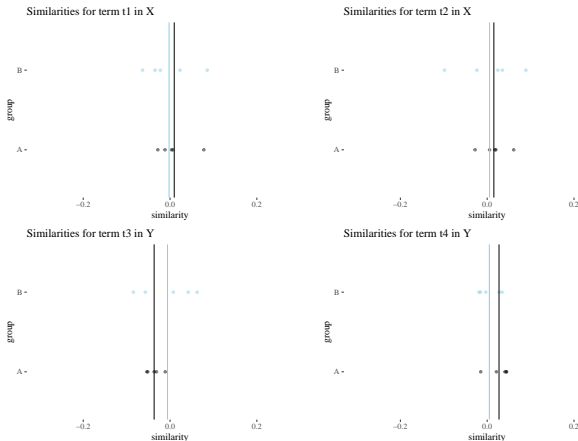 Similarities for term t1 in X
Similarities for term t2 in X
B
B
group
group
A
A
−0.2 0.0 0.2
−0.2 0.0 0.2
similarity
similarity
Similarities for term t3 in Y
Similarities for term t4 in Y
B
B
group
group
A
A
−0.2 0.0 0.2
−0.2 0.0 0.2
similarity
similarity